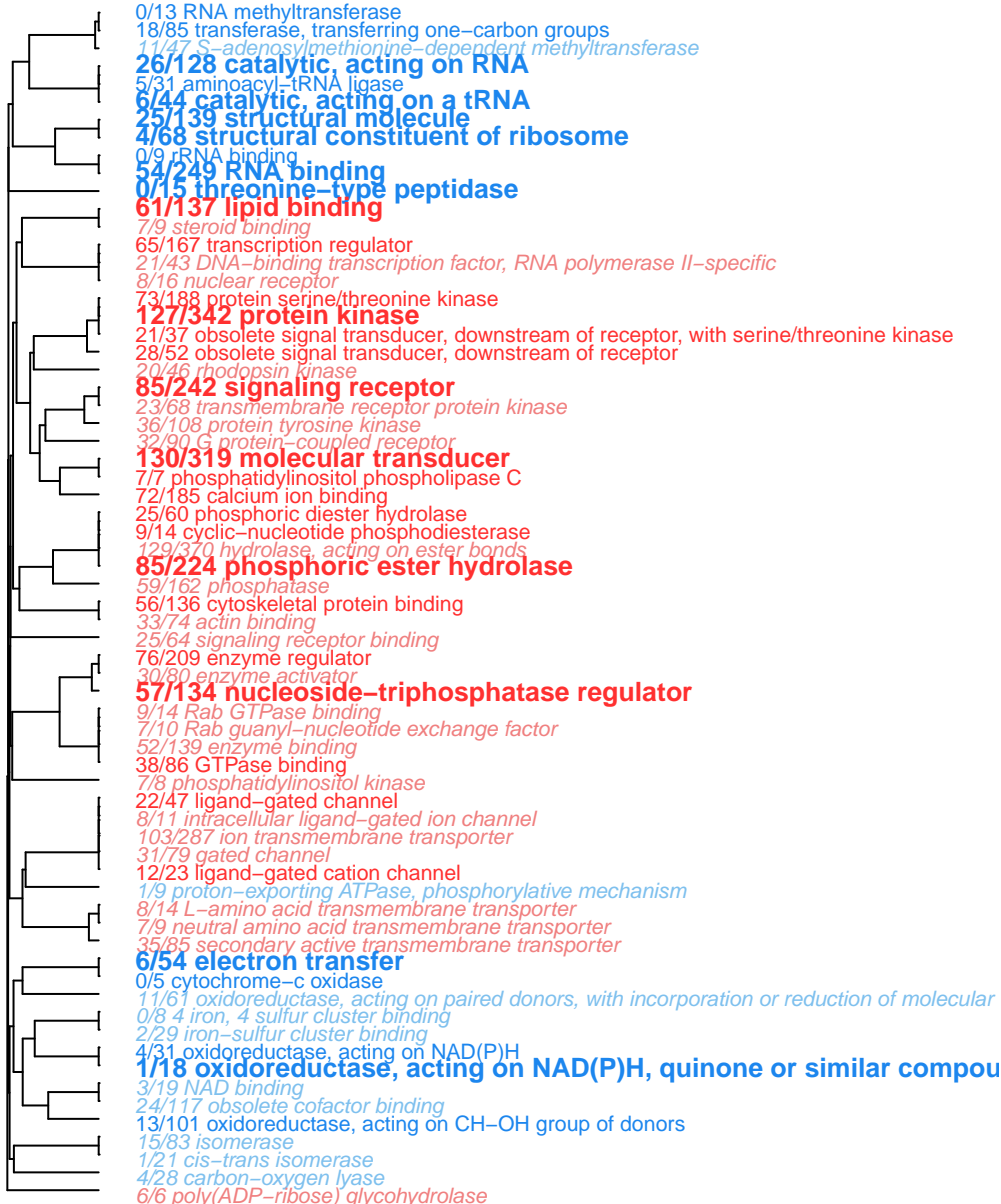 0/13 RNA methyltransferase
18/85 transferase, transferring one−carbon groups
11/47 S−adenosylmethionine−dependent methyltransferase
26/128 catalytic, acting on RNA
5/31 aminoacyl−tRNA ligase
6/44 catalytic, acting on a tRNA
25/139 structural molecule
4/68 structural constituent of ribosome
0/9 rRNA binding
54/249 RNA binding
0/15 threonine−type peptidase
61/137 lipid binding
7/9 steroid binding
65/167 transcription regulator
21/43 DNA−binding transcription factor, RNA polymerase II−specific
8/16 nuclear receptor
73/188 protein serine/threonine kinase
127/342 protein kinase
21/37 obsolete signal transducer, downstream of receptor, with serine/threonine kinase
28/52 obsolete signal transducer, downstream of receptor
20/46 rhodopsin kinase
85/242 signaling receptor
23/68 transmembrane receptor protein kinase
36/108 protein tyrosine kinase
32/90 G protein−coupled receptor
130/319 molecular transducer
7/7 phosphatidylinositol phospholipase C
72/185 calcium ion binding
25/60 phosphoric diester hydrolase
9/14 cyclic−nucleotide phosphodiesterase
129/370 hydrolase, acting on ester bonds
85/224 phosphoric ester hydrolase
59/162 phosphatase
56/136 cytoskeletal protein binding
33/74 actin binding
25/64 signaling receptor binding
76/209 enzyme regulator
30/80 enzyme activator
57/134 nucleoside−triphosphatase regulator
9/14 Rab GTPase binding
7/10 Rab guanyl−nucleotide exchange factor
52/139 enzyme binding
38/86 GTPase binding
7/8 phosphatidylinositol kinase
22/47 ligand−gated channel
8/11 intracellular ligand−gated ion channel
103/287 ion transmembrane transporter
31/79 gated channel
12/23 ligand−gated cation channel
1/9 proton−exporting ATPase, phosphorylative mechanism
8/14 L−amino acid transmembrane transporter
7/9 neutral amino acid transmembrane transporter
35/85 secondary active transmembrane transporter
6/54 electron transfer
0/5 cytochrome−c oxidase
11/61 oxidoreductase, acting on paired donors, with incorporation or reduction of molecular
0/8 4 iron, 4 sulfur cluster binding
2/29 iron−sulfur cluster binding
4/31 oxidoreductase, acting on NAD(P)H
1/18 oxidoreductase, acting on NAD(P)H, quinone or similar compou
3/19 NAD binding
24/117 obsolete cofactor binding
13/101 oxidoreductase, acting on CH−OH group of donors
15/83 isomerase
1/21 cis−trans isomerase
4/28 carbon−oxygen lyase
6/6 poly(ADP−ribose) glycohydrolase